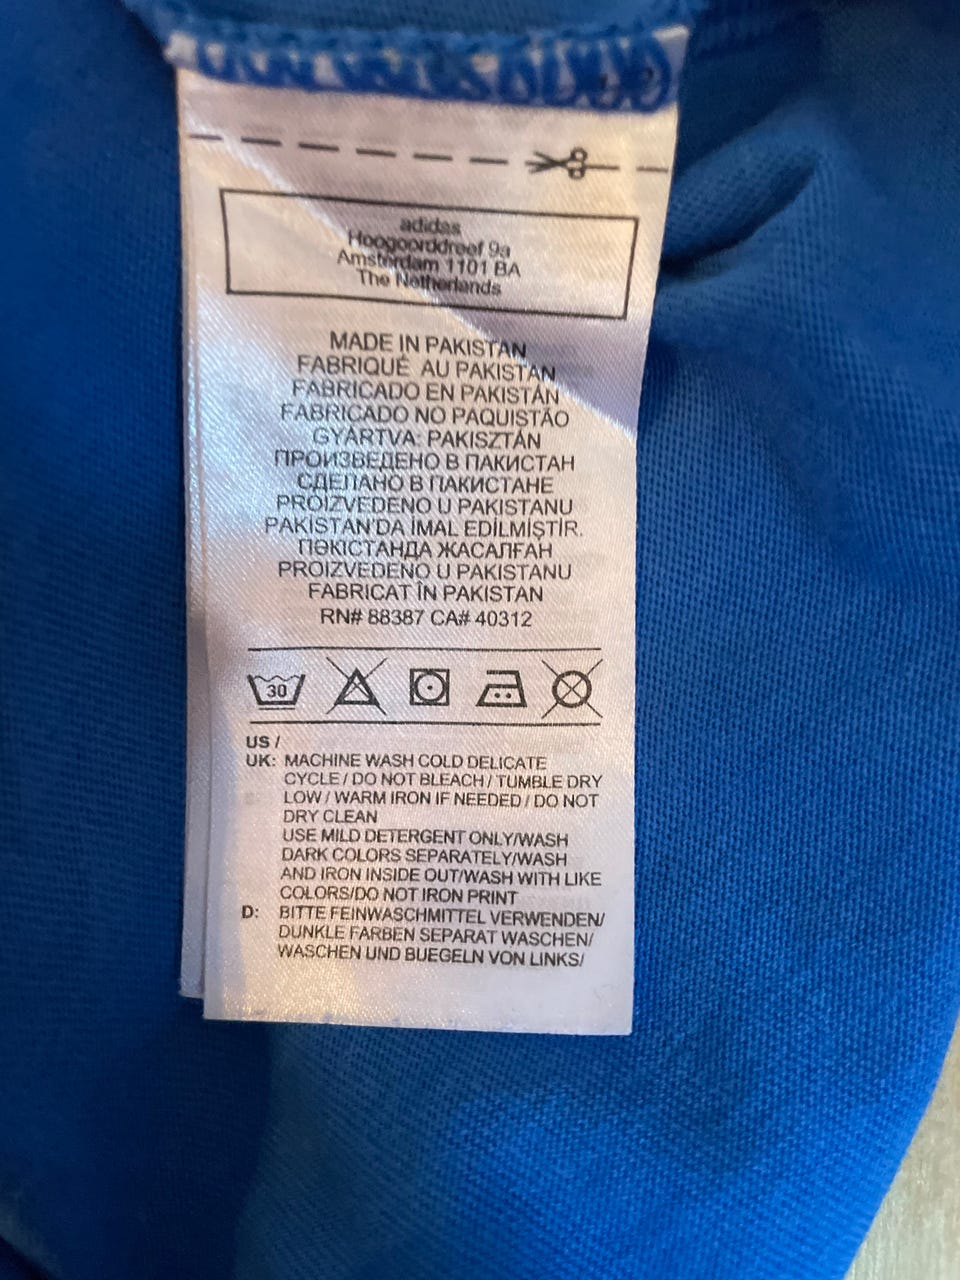 adidas
Hoogoorddreef 9a
Amsterdam 1101 BA
The Netherlands
MADE IN PAKISTAN
FABRIQUÉ AU PAKISTAN
FABRICADO EN PAKISTÁN
FABRICADO NO PAQUISTÃO
GYÁRTVA: PAKISZTÁN
ПРОИЗВЕДЕНО В ПАКИСТАН
СДЕЛАНО В ПАКИСТАНЕ
PROIZVEDENO U PAKISTANU
PAKISTAN'DA İMAL EDİLMİŞTİR.
ПӘКІСТАНДА ЖАСАЛҒАН
PROIZVEDENO U PAKISTANU
FABRICAT ÎN PAKISTAN
RN# 88387 CA# 40312
30
US /
UK: MACHINE WASH COLD DELICATE
CYCLE / DO NOT BLEACH / TUMBLE DRY
LOW / WARM IRON IF NEEDED / DO NOT
DRY CLEAN
USE MILD DETERGENT ONLY/WASH
DARK COLORS SEPARATELY/WASH
AND IRON INSIDE OUT/WASH WITH LIKE
COLORS/DO NOT IRON PRINT
D: BITTE FEINWASCHMITTEL VERWENDEN/
DUNKLE FARBEN SEPARAT WASCHEN/
WASCHEN UND BUEGELN VON LINKS/